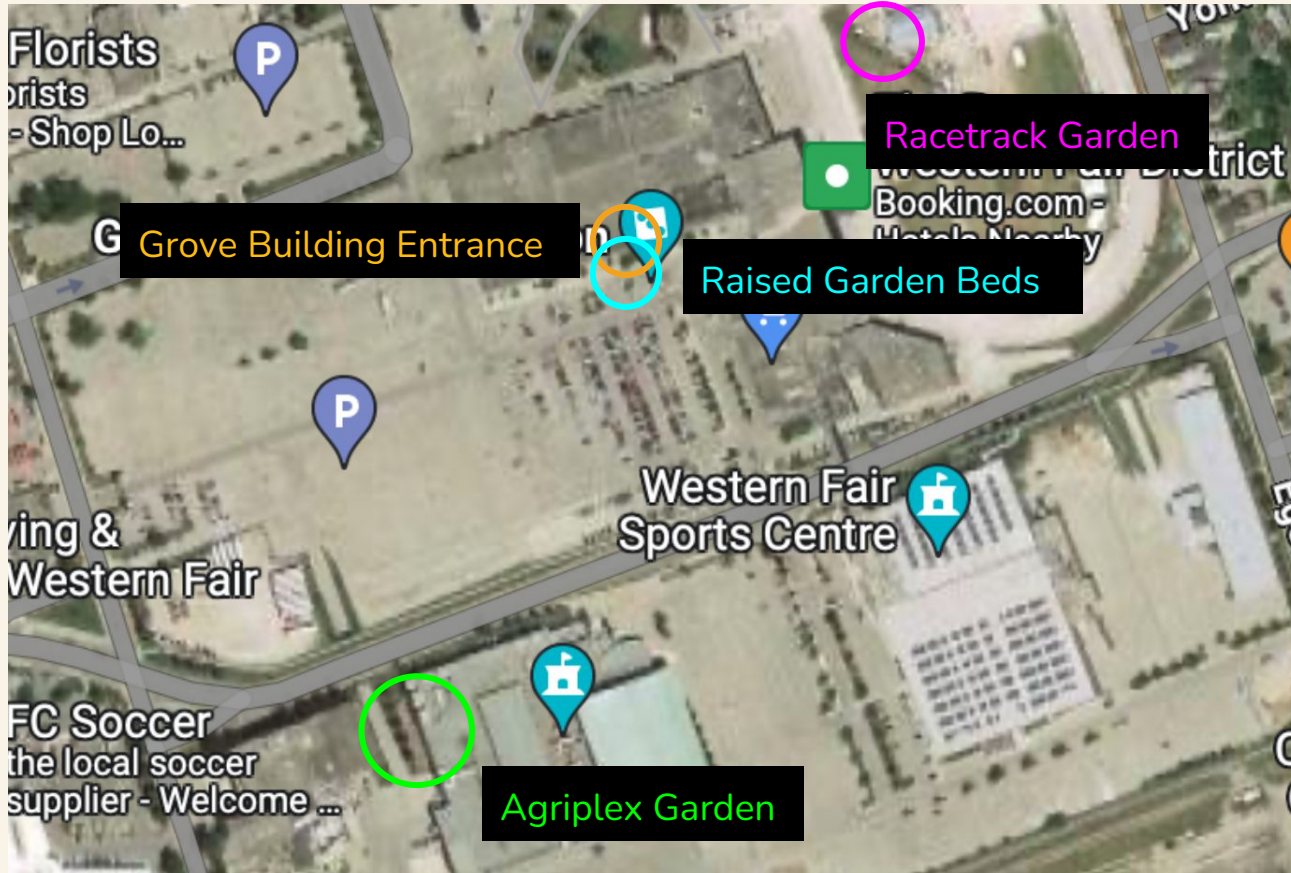 Florists
orists
- Shop Lo...
P
Racetrack Garden
Western Fair District
Booking.com -
Hotels Nearby
Grove Building Entrance
Raised Garden Beds
P
Western Fair
Sports Centre
ving &
Western Fair
FC Soccer
the local soccer
supplier - Welcome ...
Agriplex Garden